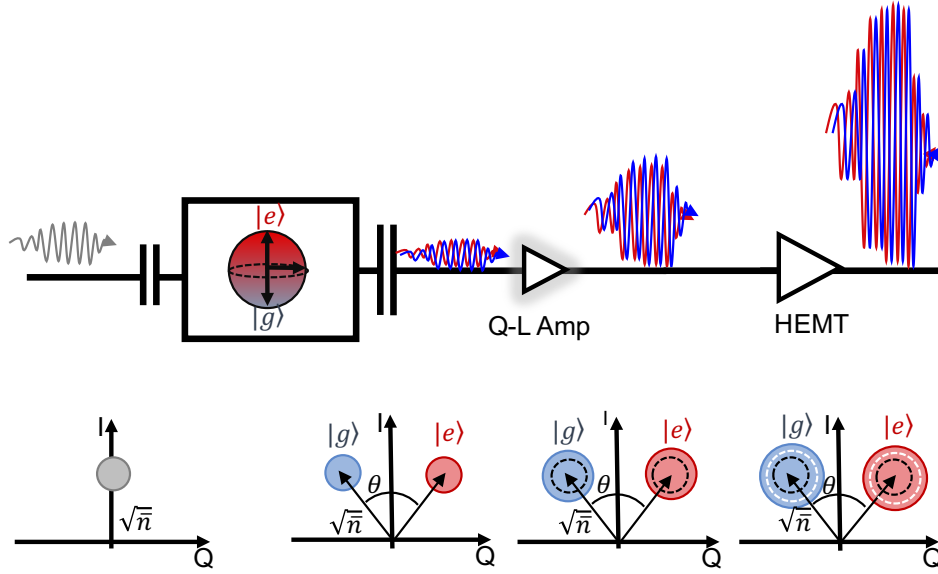 |e⟩
|g⟩
Q-L Amp
HEMT
I
√n̅
Q
|g⟩
I
|e⟩
θ
√n̅
Q
|g⟩
I
|e⟩
θ
√n̅
Q
|g⟩
I
|e⟩
θ
√n̅
Q